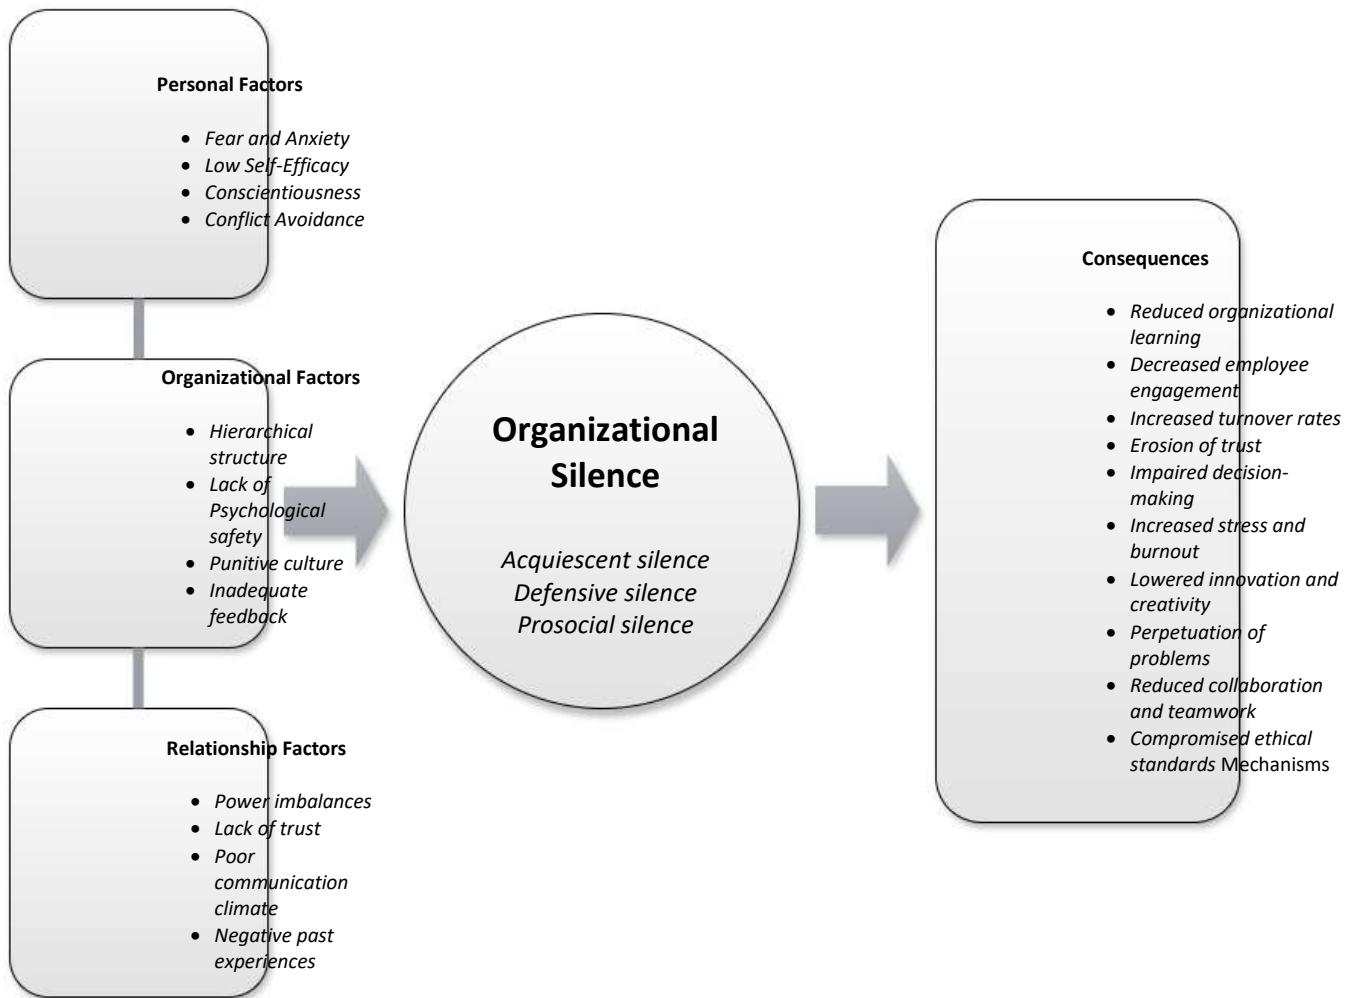 Personal Factors
• Fear and Anxiety
• Low Self-Efficacy
• Conscientiousness
• Conflict Avoidance
Organizational Factors
• Hierarchical
structure
• Lack of
Psychological
safety
• Punitive culture
• Inadequate
feedback
Relationship Factors
• Power imbalances
• Lack of trust
• Poor
communication
climate
• Negative past
experiences
Organizational
Silence
Acquiescent silence
Defensive silence
Prosocial silence
Consequences
• Reduced organizational
learning
• Decreased employee
engagement
• Increased turnover rates
• Erosion of trust
• Impaired decision-
making
• Increased stress and
burnout
• Lowered innovation and
creativity
• Perpetuation of
problems
• Reduced collaboration
and teamwork
• Compromised ethical
standards Mechanisms